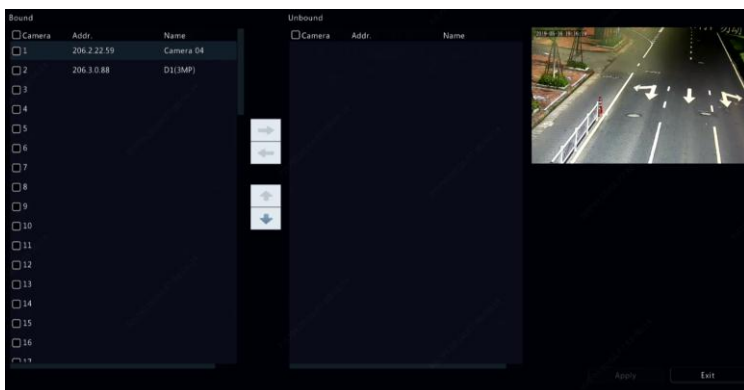 Bound
Unbound
Camera Addr. Name
Camera Addr. Name
1 206.2.22.59 Camera 04
2 206.3.0.88 D1(3MP)
3
4
5
6
7
8
9
10
11
12
13
14
15
16
17
Apply Exit